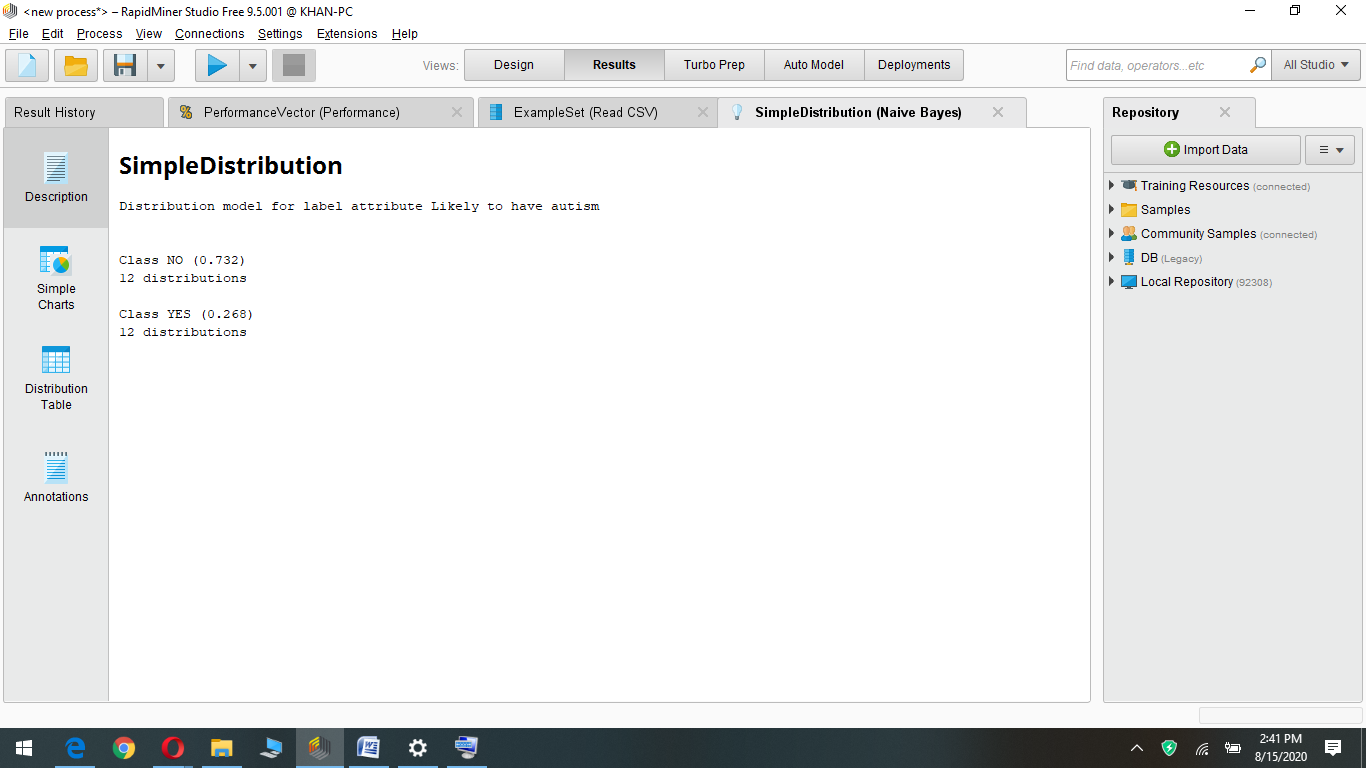 <new process*> – RapidMiner Studio Free 9.5.001 @ KHAN-PC
File Edit Process View Connections Settings Extensions Help
Views: Design Results Turbo Prep Auto Model Deployments Find data, operators...etc All Studio
Result History PerformanceVector (Performance) ExampleSet (Read CSV) SimpleDistribution (Naive Bayes) Repository
Description
Simple
Charts
Distribution
Table
Annotations
SimpleDistribution
Distribution model for label attribute Likely to have autism
Class NO (0.732)
12 distributions
Class YES (0.268)
12 distributions
Import Data
Training Resources (connected)
Samples
Community Samples (connected)
DB (Legacy)
Local Repository (92308)
2:41 PM
8/15/2020